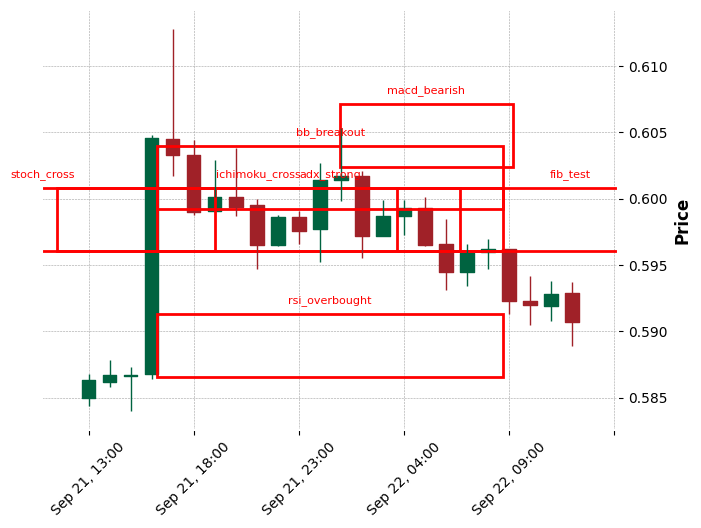 0.610
macd_bearish
bb_breakout
0.605
stoch_cross
ichimoku_cross
adx_strong
fib_test
0.600
Price
0.595
rsi_overbought
0.590
0.585
Sep 21, 13:00
Sep 21, 18:00
Sep 21, 23:00
Sep 22, 04:00
Sep 22, 09:00